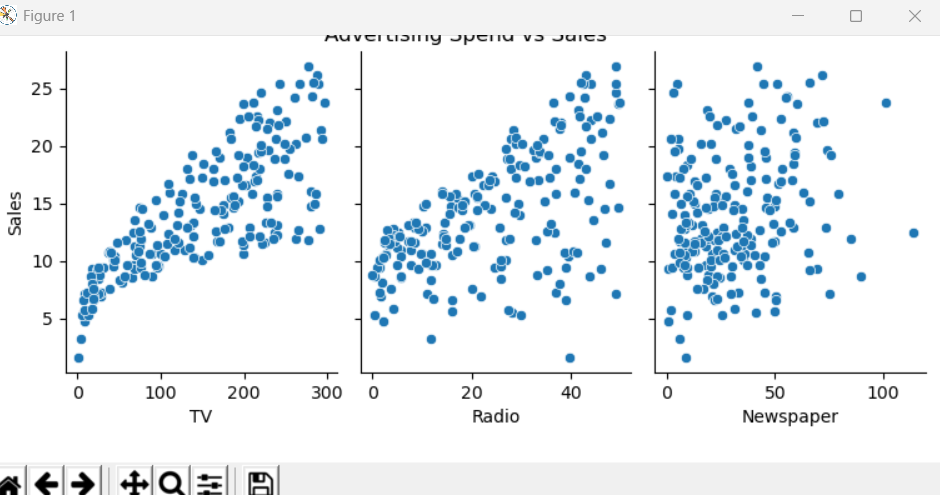 Figure 1
Advertising Spend vs Sales
25
20
15
10
5
Sales
0 100 200 300
0 20 40
0 50 100
TV
Radio
Newspaper